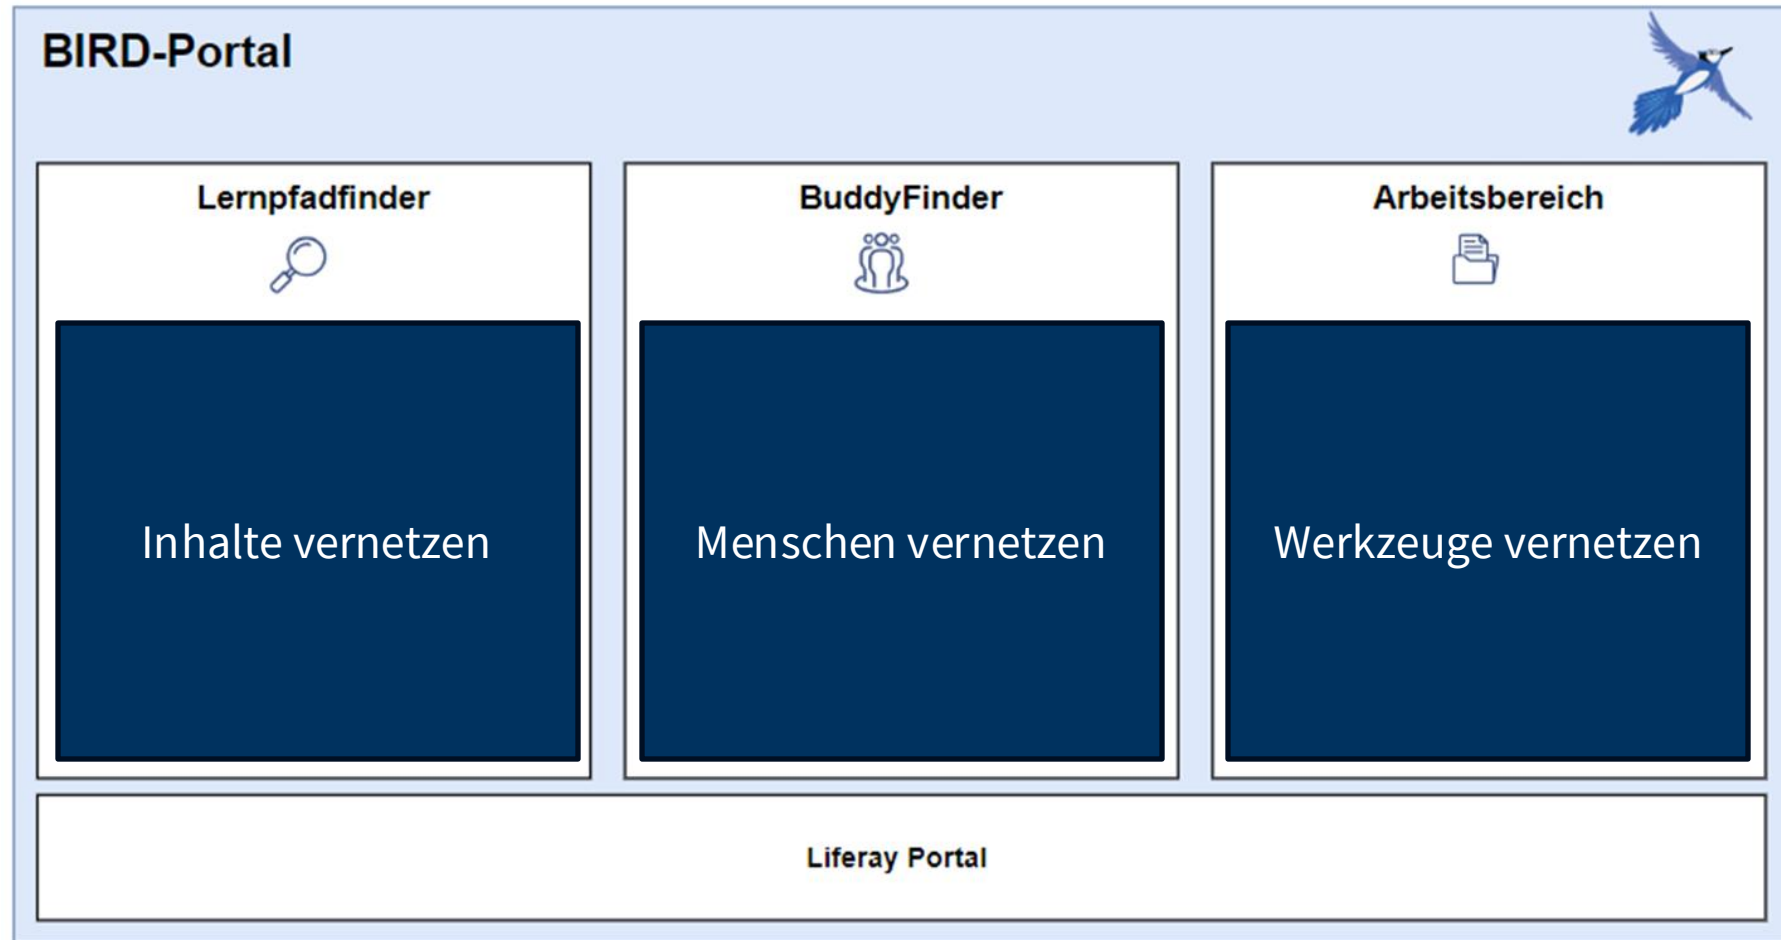 BIRD-Portal
Lernpfadfinder
BuddyFinder
Arbeitsbereich
Inhalte vernetzen
Menschen vernetzen
Werkzeuge vernetzen
Liferay Portal